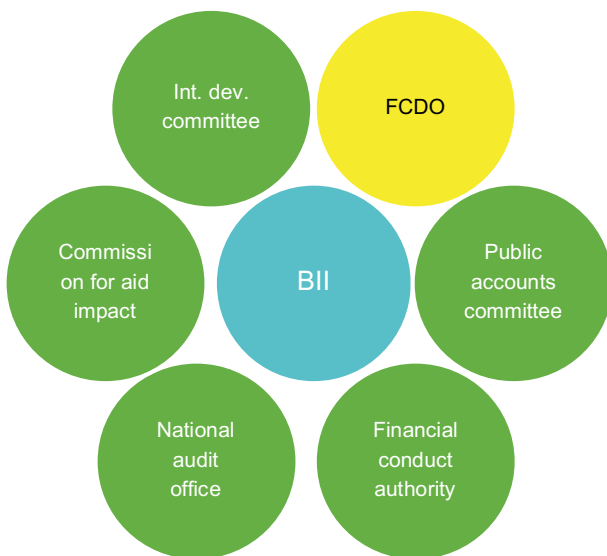 Int. dev.
committee
FCDO
Commissi
on for aid
impact
BII
Public
accounts
committee
National
audit
office
Financial
conduct
authority